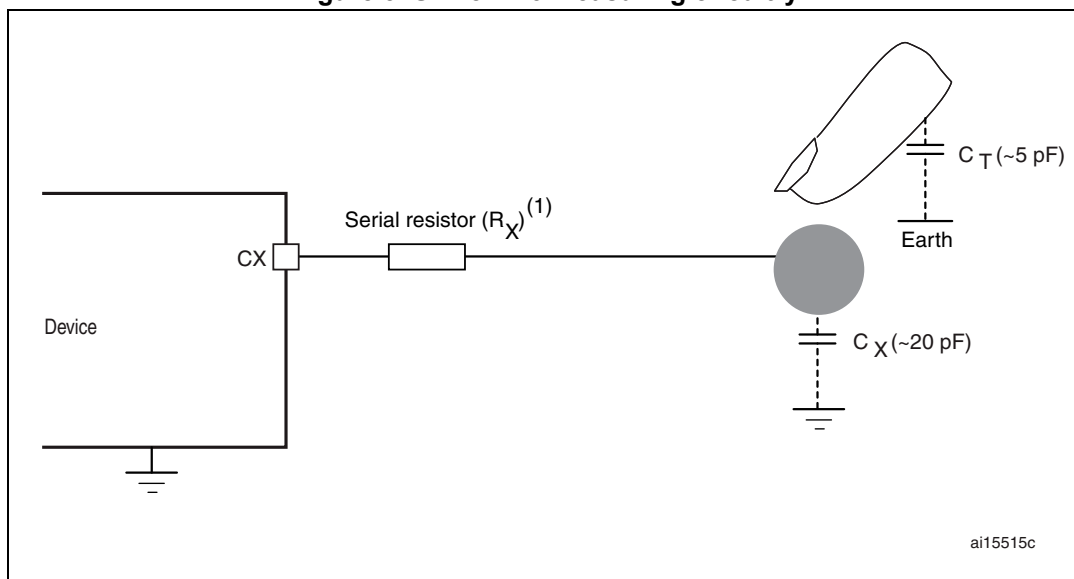 Serial resistor (RX)(1)
CT (~5 pF)
Earth
CX
Device
CX (~20 pF)
ai15515c